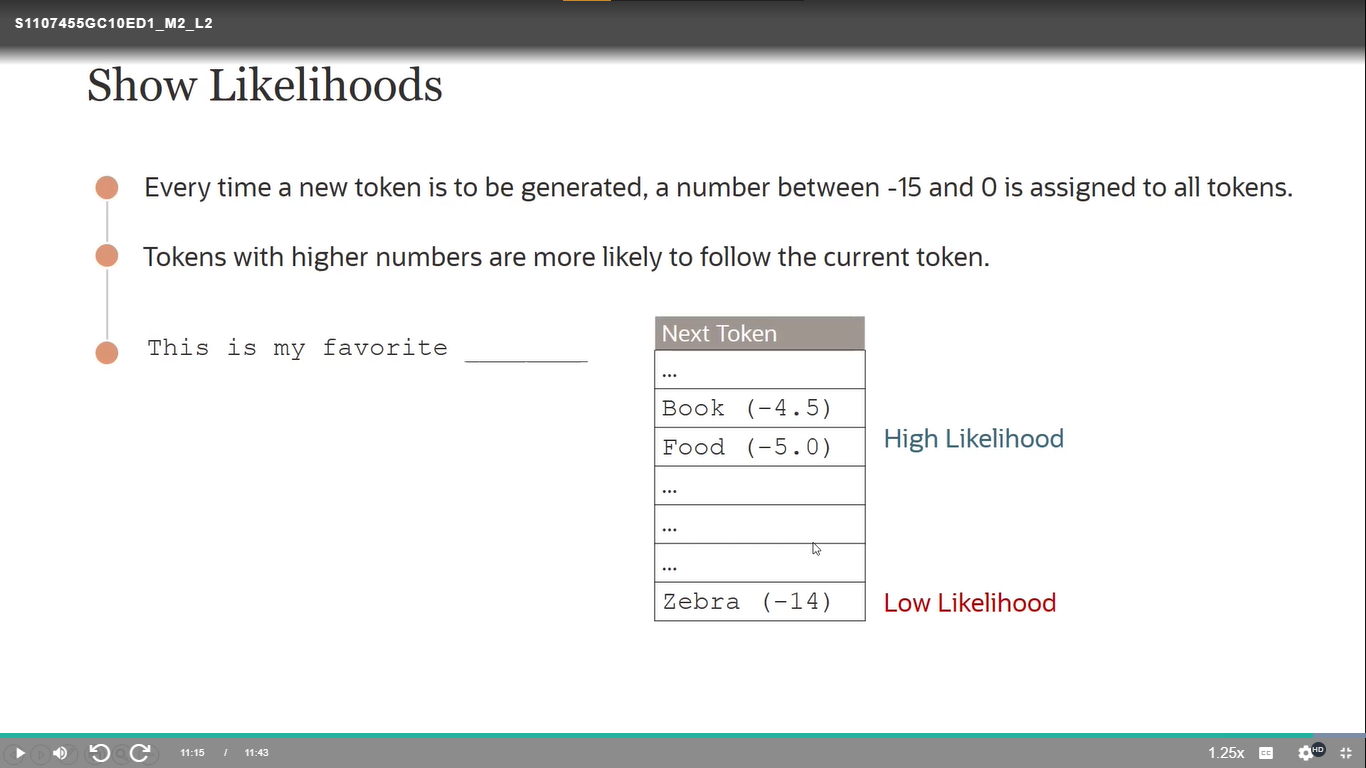 S1107455GC10ED1_M2_L2
Show Likelihoods
Every time a new token is to be generated, a number between -15 and 0 is assigned to all tokens.
Tokens with higher numbers are more likely to follow the current token.
This is my favorite ________
Next Token
...
Book (-4.5)
Food (-5.0)
High Likelihood
...
...
...
Zebra (-14)
Low Likelihood
11:15 / 11:43
1.25x
CC
HD